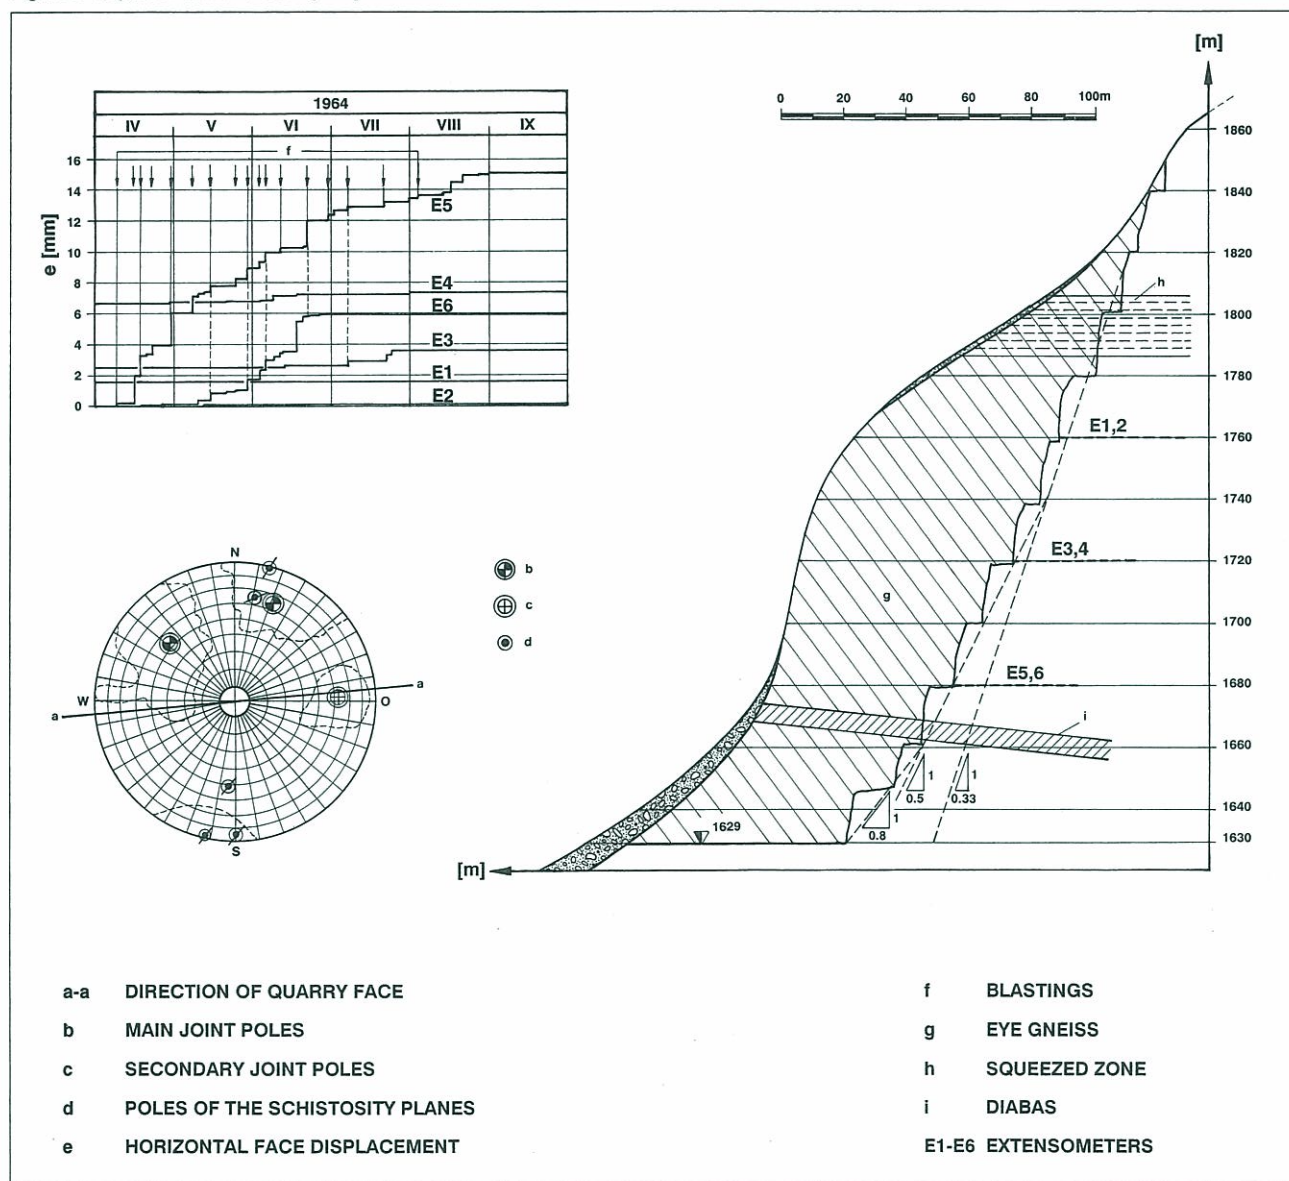 [m]
0 20 40 60 80 100m
1964
IV V VI VII VIII IX
f
16
14
12
10
8
6
4
2
0
e [mm]
E5
E4
E6
E3
E1
E2
1860
1840
1820
1800
1780
1760
1740
1720
1700
1680
1660
1640
1630
h
E1,2
E3,4
g
E5,6
i
1
0.5
1
0.33
1
0.8
1629
[m]
N
W
O
S
a
a
b
c
d
a-a DIRECTION OF QUARRY FACE
b MAIN JOINT POLES
c SECONDARY JOINT POLES
d POLES OF THE SCHISTOSITY PLANES
e HORIZONTAL FACE DISPLACEMENT
f BLASTINGS
g EYE GNEISS
h SQUEEZED ZONE
i DIABAS
E1-E6 EXTENSOMETERS